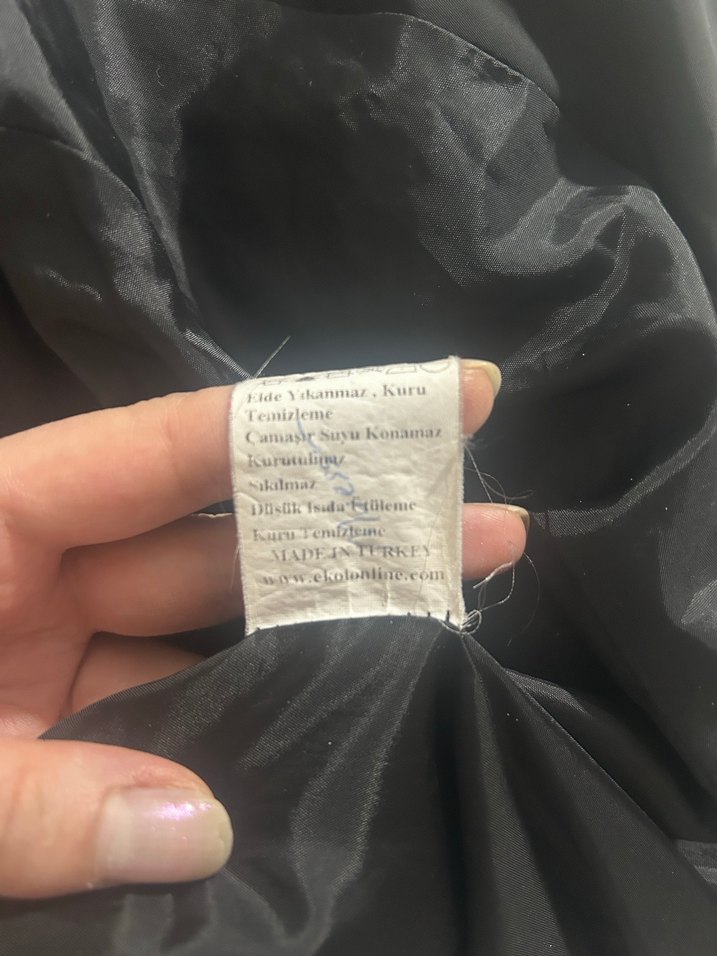 Elde Yıkanmaz , Kuru
Temizleme
Çamaşır Suyu Konamaz
Kurutulmaz
Sıkılmaz
Düşük Isıda Ütüleme
Kuru Temizleme
MADE IN TURKEY
www.ekolonline.com